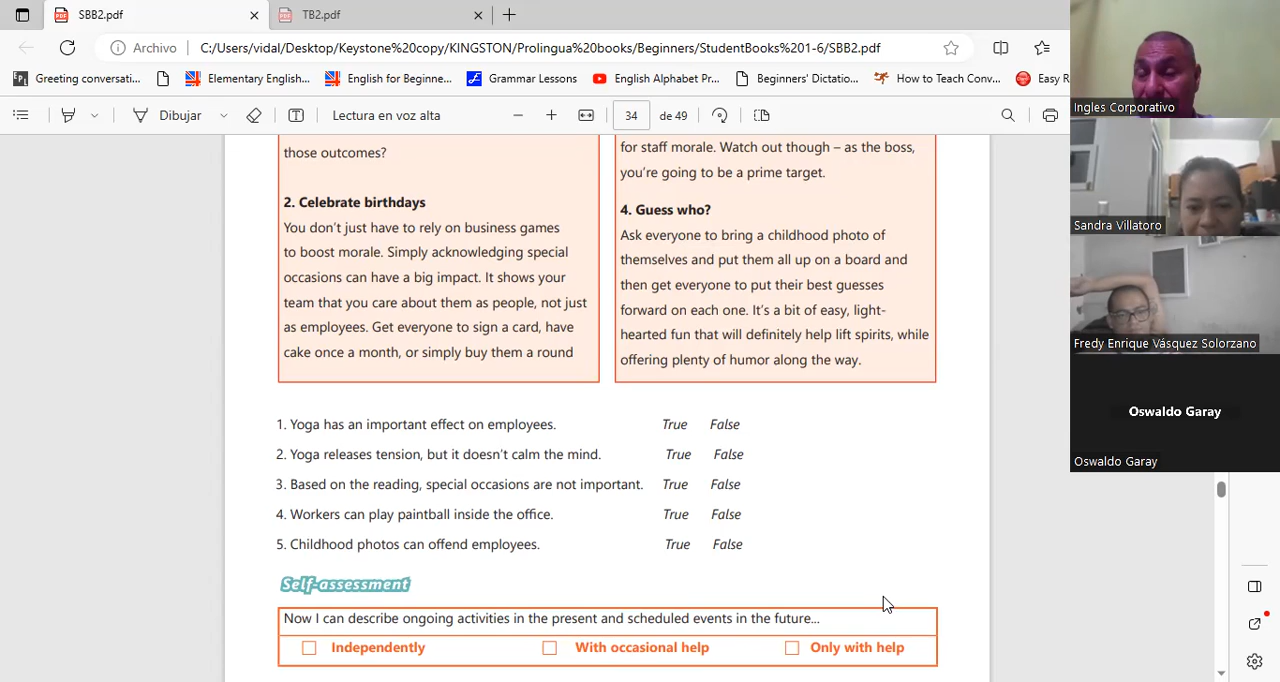 SBB2.pdf
TB2.pdf
Archivo
C:/Users/vidal/Desktop/Keystone%20copy/KINGSTON/Prolingua%20books/Beginners/StudentBooks%201-6/SBB2.pdf
Greeting conversati...
Elementary English...
English for Beginne...
Grammar Lessons
English Alphabet Pr...
Beginners' Dictatio...
How to Teach Conv...
Easy R
Dibujar
Lectura en voz alta
34
de 49
those outcomes?
2. Celebrate birthdays
You don't just have to rely on business games
to boost morale. Simply acknowledging special
occasions can have a big impact. It shows your
team that you care about them as people, not just
as employees. Get everyone to sign a card, have
cake once a month, or simply buy them a round
for staff morale. Watch out though – as the boss,
you're going to be a prime target.
4. Guess who?
Ask everyone to bring a childhood photo of
themselves and put them all up on a board and
then get everyone to put their best guesses
forward on each one. It's a bit of easy, light-
hearted fun that will definitely help lift spirits, while
offering plenty of humor along the way.
1. Yoga has an important effect on employees. True False
2. Yoga releases tension, but it doesn't calm the mind. True False
3. Based on the reading, special occasions are not important. True False
4. Workers can play paintball inside the office. True False
5. Childhood photos can offend employees. True False
Self-assessment
Now I can describe ongoing activities in the present and scheduled events in the future...
Independently
With occasional help
Only with help
Ingles Corporativo
Sandra Villatoro
Fredy Enrique Vásquez Solorzano
Oswaldo Garay
Oswaldo Garay